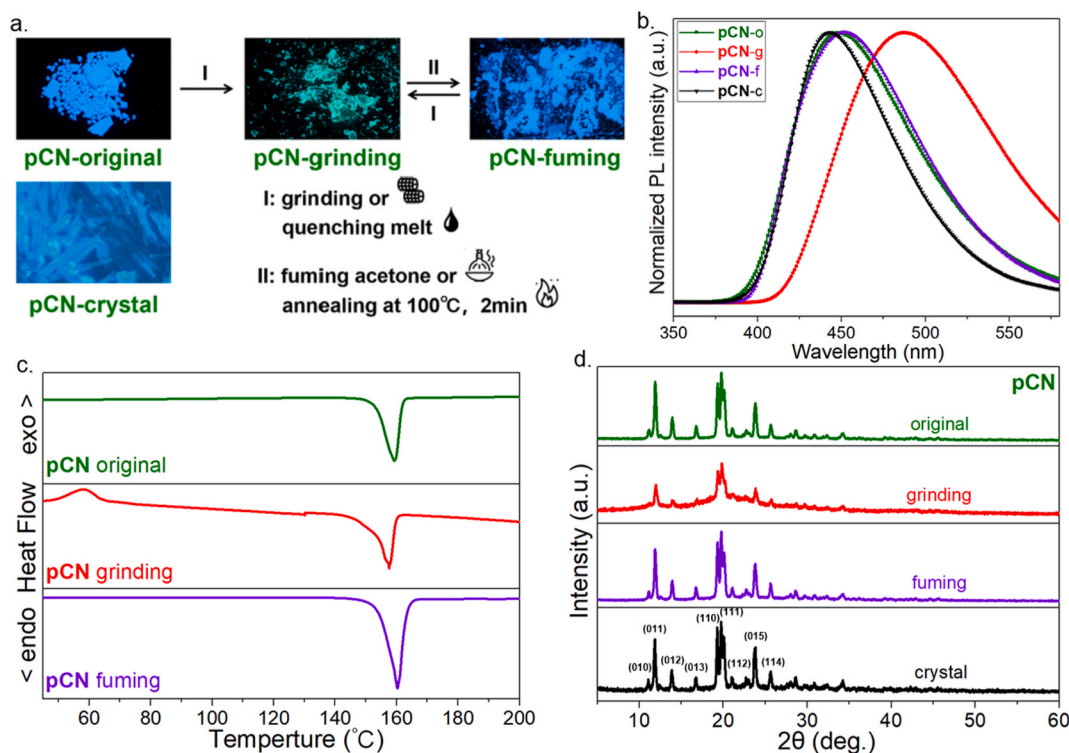 a.
I
II
I
pCN-original
pCN-grinding
pCN-fuming
pCN-crystal
I: grinding or
quenching melt
II: fuming acetone or
annealing at 100℃, 2min
b.
Normalized PL intensity (a.u.)
pCN-o
pCN-g
pCN-f
pCN-c
350 400 450 500 550
Wavelength (nm)
c.
< endo Heat Flow exo >
pCN original
pCN grinding
pCN fuming
60 80 100 120 140 160 180 200
Temperture (℃)
d.
Intensity (a.u.)
pCN
original
grinding
fuming
(010) (011) (012) (013) (110) (111) (112) (015) (114)
crystal
10 20 30 40 50 60
2θ (deg.)